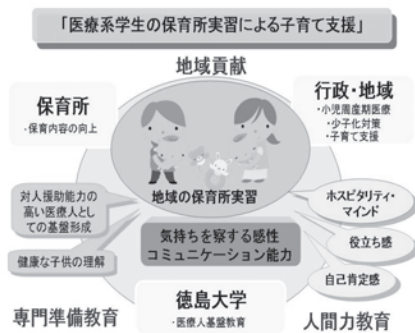 「医療系学生の保育所実習による子育て支援」
地域貢献
保育所
・保育内容の向上
行政・地域
・小児周産期医療
・少子化対策
・子育て支援
地域の保育所実習
対人援助能力の
高い医療人とし
ての基盤形成
健康な子供の理解
気持ちを察する感性
コミュニケーション能力
ホスピタリティ・
マインド
役立ち感
自己肯定感
徳島大学
・医療人基盤教育
専門準備教育
人間力教育